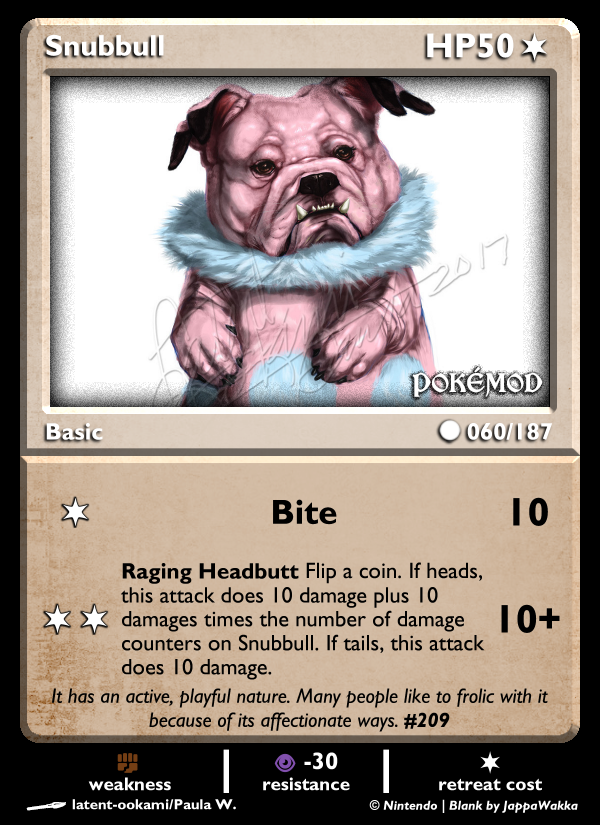 Snubbull HP50
2017
POKÉMOD
Basic 060/187
Bite 10
Raging Headbutt Flip a coin. If heads,
this attack does 10 damage plus 10
damages times the number of damage
counters on Snubbull. If tails, this attack
does 10 damage.
10+
It has an active, playful nature. Many people like to frolic with it
because of its affectionate ways. #209
-30
weakness resistance retreat cost
latent-ookami/Paula W. © Nintendo | Blank by JappaWakka